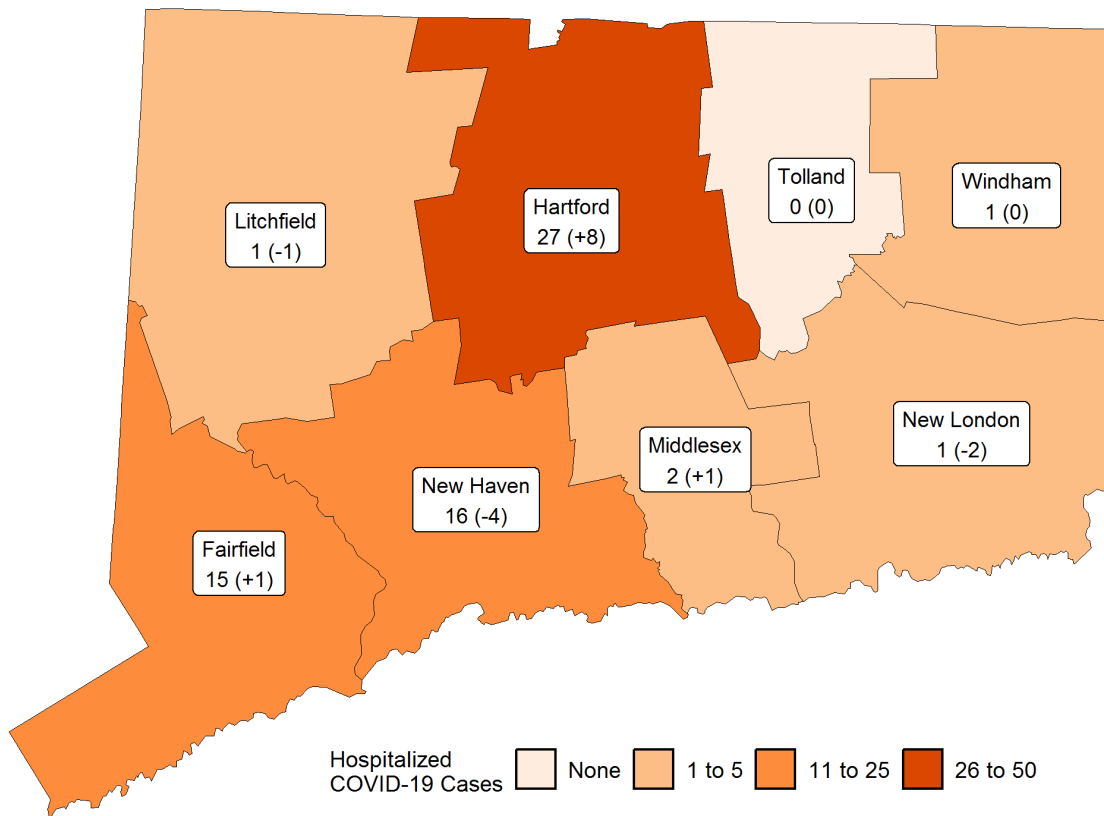 Tolland
0 (0)
Windham
1 (0)
Litchfield
1 (-1)
Hartford
27 (+8)
New London
1 (-2)
Middlesex
2 (+1)
New Haven
16 (-4)
Fairfield
15 (+1)
Hospitalized
COVID-19 Cases
None
1 to 5
11 to 25
26 to 50